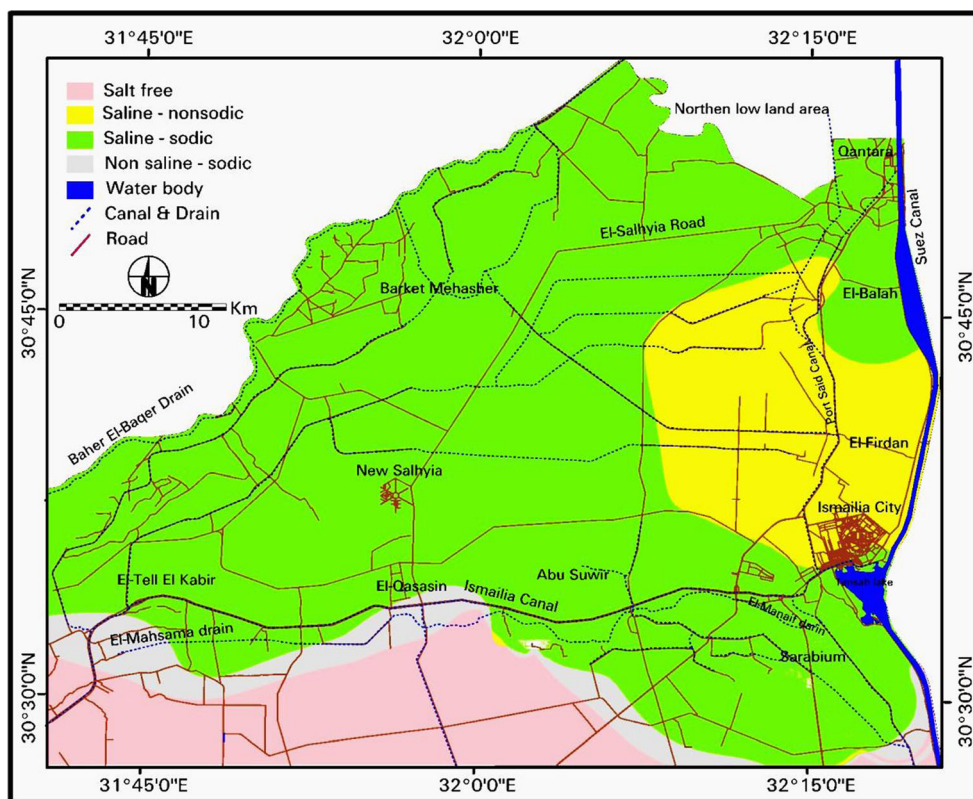 31°45'0"E
32°0'0"E
32°15'0"E
Salt free
Saline - nonsodic
Saline - sodic
Non saline - sodic
Water body
Canal & Drain
Road
N
0 10 Km
Northen low land area
Qantara
Suez Canal
El-Salhyia Road
Barket Mehasher
El-Balah
30°45'0"N
30°45'0"N
Port Said Canal
Baher El-Baqer Drain
El-Firdan
New Salhyia
Ismailia City
Abu Suwir
El-Tell El Kabir
El-Qasasin
Ismailia Canal
El-Manaif darin
El-Mahsama drain
Sarabium
30°30'0"N
30°30'0"N
31°45'0"E
32°0'0"E
32°15'0"E